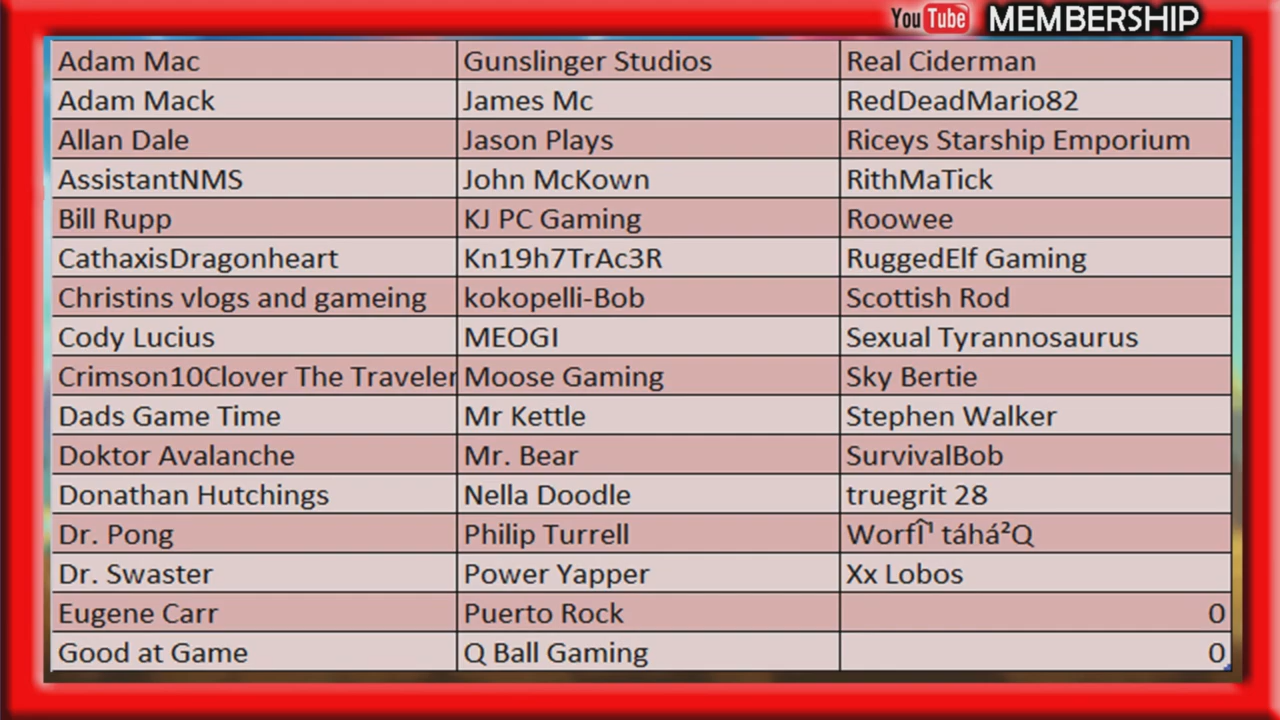 YouTube MEMBERSHIP
Adam Mac Gunslinger Studios Real Ciderman
Adam Mack James Mc RedDeadMario82
Allan Dale Jason Plays Riceys Starship Emporium
AssistantNMS John McKown RithMaTick
Bill Rupp KJ PC Gaming Roowee
CathaxisDragonheart Kn19h7TrAc3R RuggedElf Gaming
Christins vlogs and gameing kokopelli-Bob Scottish Rod
Cody Lucius MEOGI Sexual Tyrannosaurus
Crimson10Clover The Traveler Moose Gaming Sky Bertie
Dads Game Time Mr Kettle Stephen Walker
Doktor Avalanche Mr. Bear SurvivalBob
Donathan Hutchings Nella Doodle truegrit 28
Dr. Pong Philip Turrell WorfÎ¹ táhá²Q
Dr. Swaster Power Yapper Xx Lobos
Eugene Carr Puerto Rock 0
Good at Game Q Ball Gaming 0